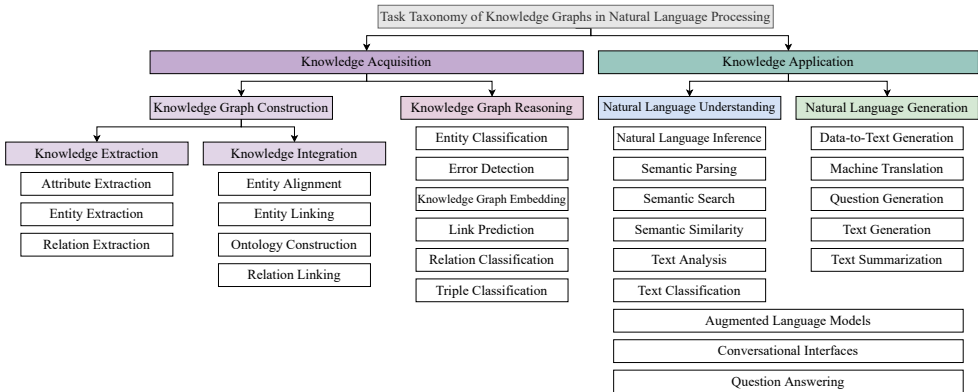 Task Taxonomy of Knowledge Graphs in Natural Language Processing
Knowledge Acquisition
Knowledge Application
Knowledge Graph Construction
Knowledge Graph Reasoning
Natural Language Understanding
Natural Language Generation
Knowledge Extraction
Attribute Extraction
Entity Extraction
Relation Extraction
Knowledge Integration
Entity Alignment
Entity Linking
Ontology Construction
Relation Linking
Entity Classification
Error Detection
Knowledge Graph Embedding
Link Prediction
Relation Classification
Triple Classification
Natural Language Inference
Semantic Parsing
Semantic Search
Semantic Similarity
Text Analysis
Text Classification
Data-to-Text Generation
Machine Translation
Question Generation
Text Generation
Text Summarization
Augmented Language Models
Conversational Interfaces
Question Answering